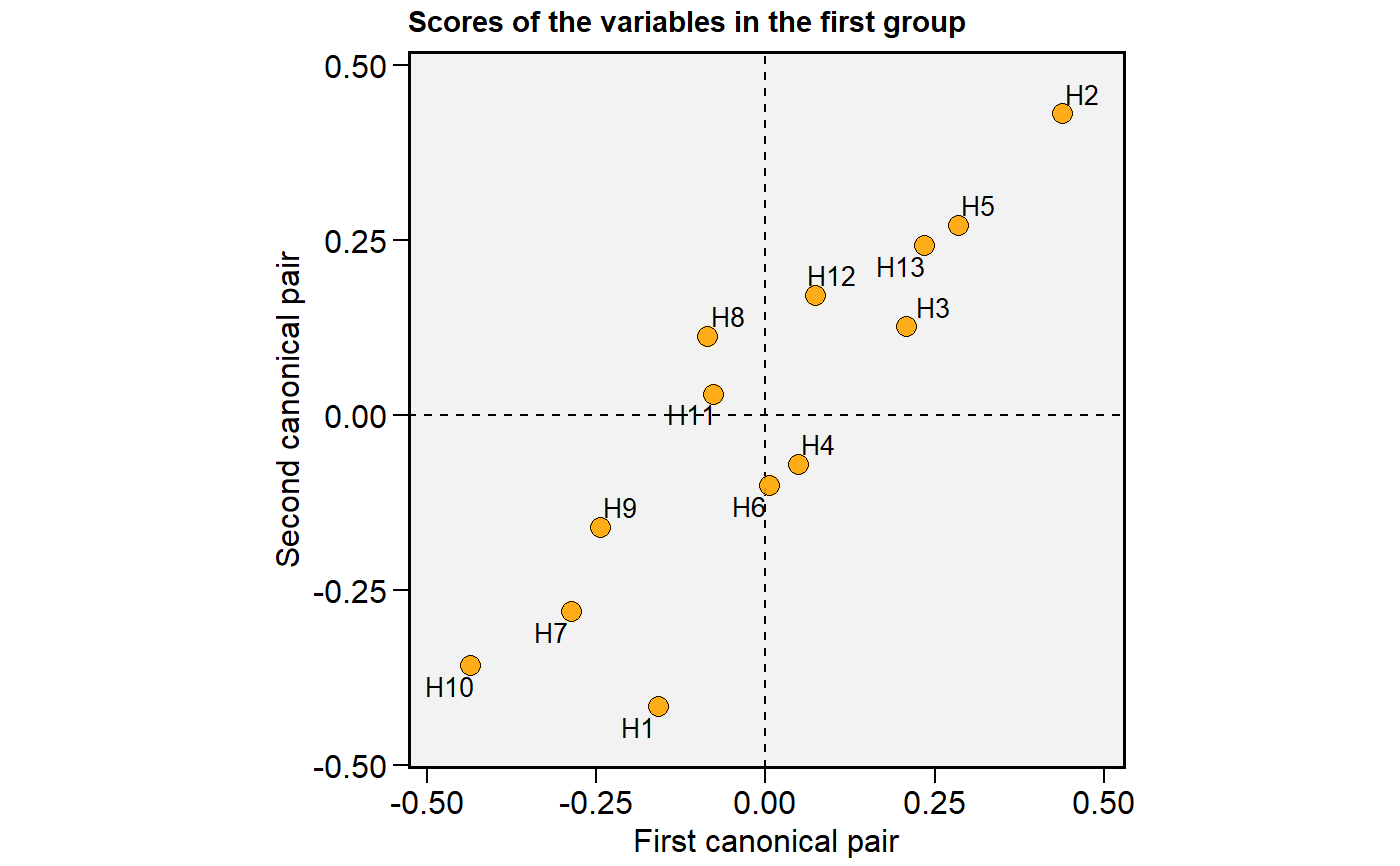 Scores of the variables in the first group
0.50
0.25
0.00
-0.25
-0.50
Second canonical pair
H2
H5
H13
H12
H3
H8
H11
H4
H6
H9
H7
H10
H1
-0.50
-0.25
0.00
0.25
0.50
First canonical pair